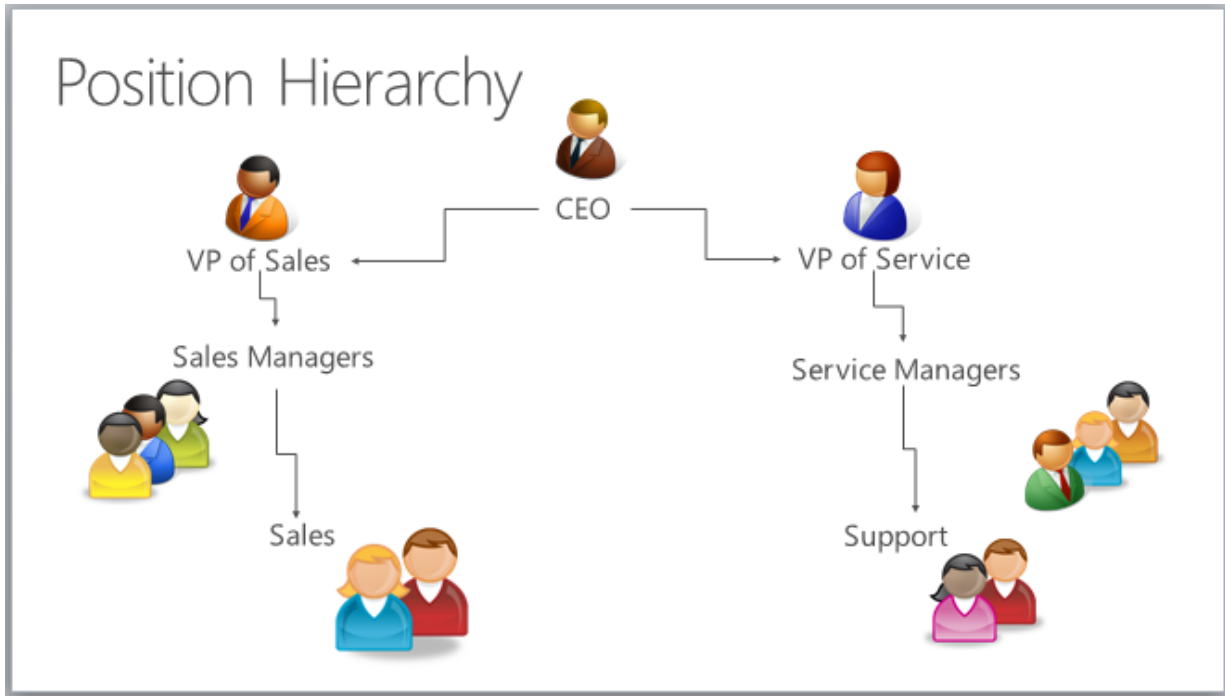 Position Hierarchy
CEO
VP of Sales
VP of Service
Sales Managers
Service Managers
Sales
Support